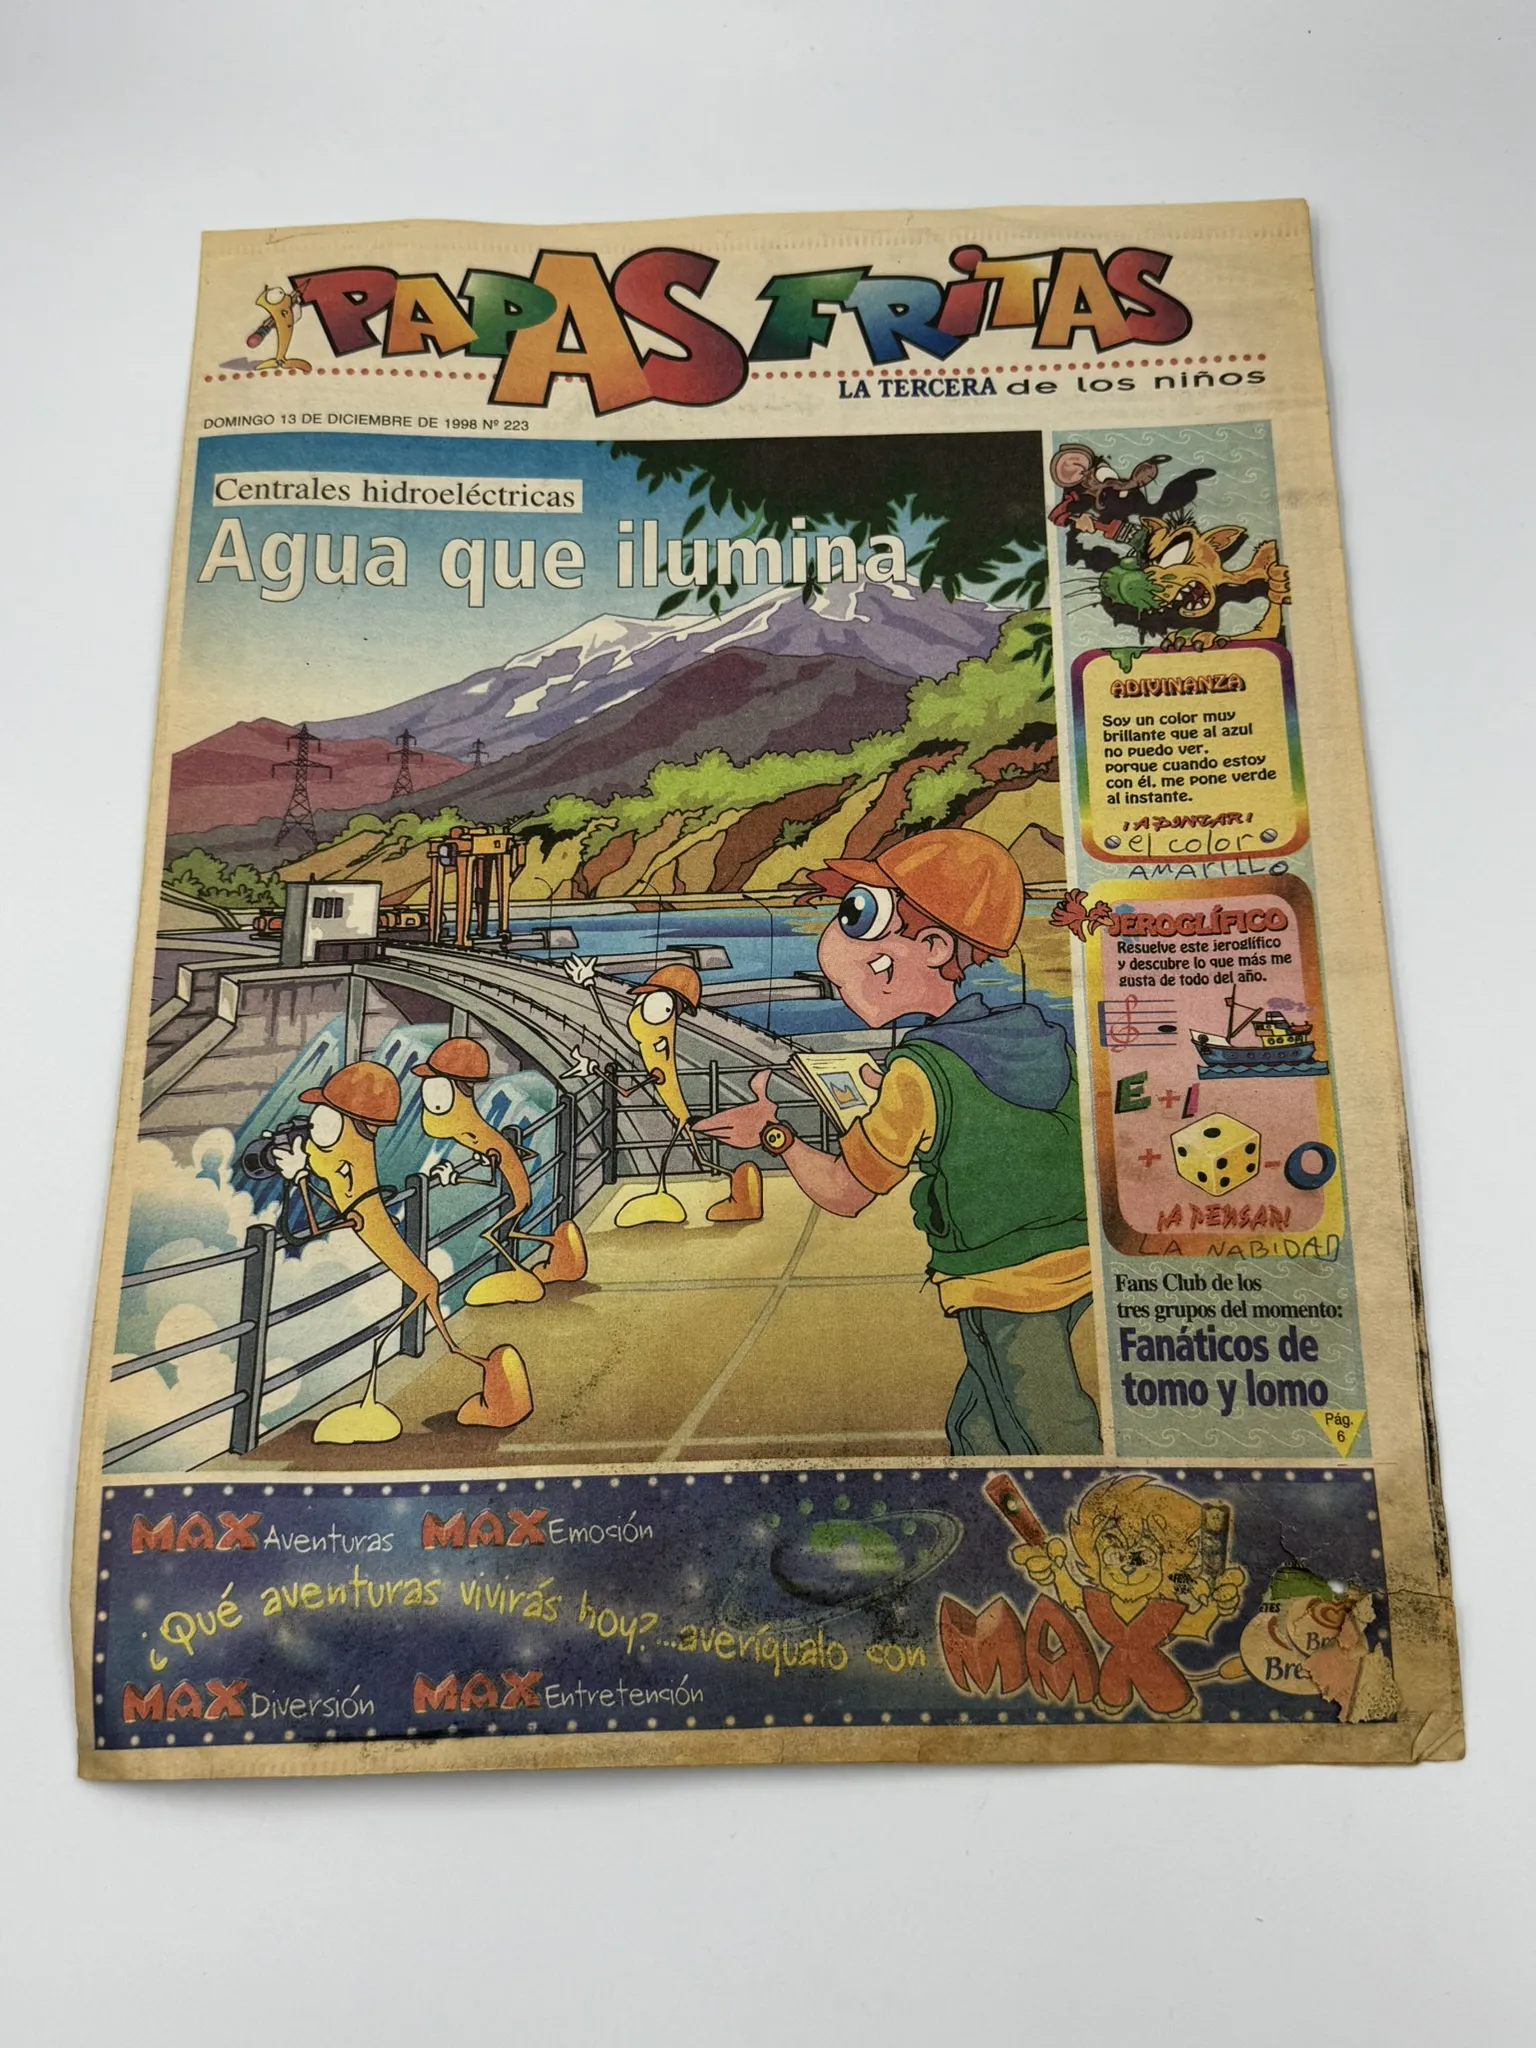 PAPAS FRITAS
LA TERCERA de los niños
DOMINGO 13 DE DICIEMBRE DE 1998 Nº 223
Centrales hidroeléctricas
Agua que ilumina
ADIVINANZA
Soy un color muy
brillante que al azul
no puedo ver,
porque cuando estoy
con él, me pone verde
al instante.
¡A PINTAR!
el color
AMARILLO
JEROGLÍFICO
Resuelve este jeroglífico
y descubre lo que más me
gusta de todo del año.
E + I
+ - O
¡A PENSAR!
LA NABIDAD
Fans Club de los
tres grupos del momento:
Fanáticos de
tomo y lomo
Pág.
6
MAX Aventuras MAX Emoción
¿Qué aventuras vivirás hoy?...averígualo con
MAX
MAX Diversión MAX Entretención